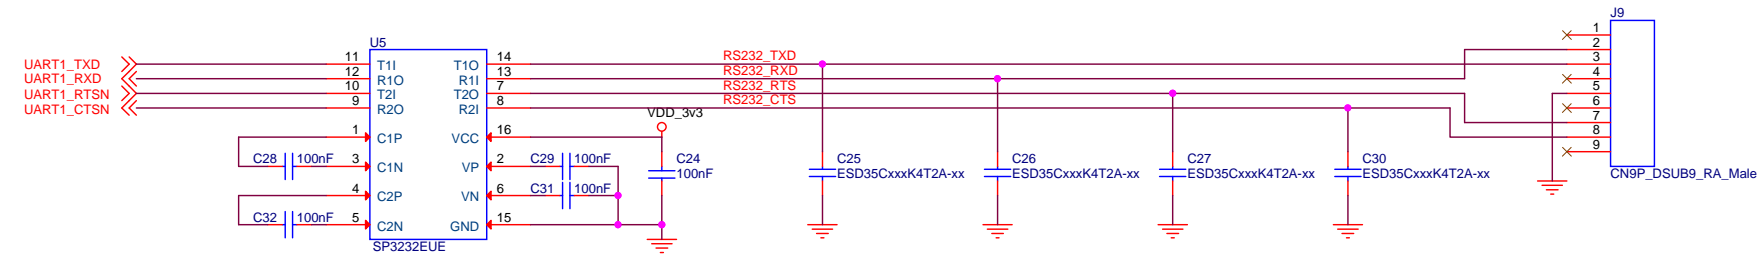 J9
U5
UART1_TXD
UART1_RXD
UART1_RTSN
UART1_CTSN
11
12
10
9
T1I
R1O
T2I
R2O
T1O
R1I
T2O
R2I
14
13
7
8
RS232_TXD
RS232_RXD
RS232_RTS
RS232_CTS
1
2
3
4
5
6
7
8
9
CN9P_DSUB9_RA_Male
VDD_3v3
1
3
4
5
C1P
C1N
C2P
C2N
VCC
VP
VN
GND
16
2
6
15
C28
100nF
C32
100nF
C29
100nF
C31
100nF
C24
100nF
C25
ESD35CxxxK4T2A-xx
C26
ESD35CxxxK4T2A-xx
C27
ESD35CxxxK4T2A-xx
C30
ESD35CxxxK4T2A-xx
SP3232EUE